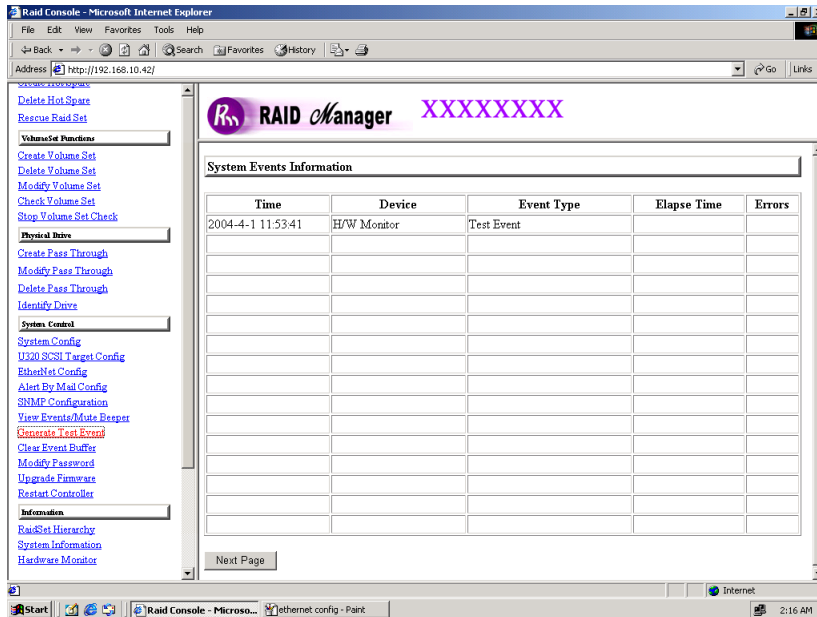 Raid Console - Microsoft Internet Explorer
File Edit View Favorites Tools Help
Back Search Favorites History
Address http://192.168.10.42/ Go Links
Create Hot Spare
Delete Hot Spare
Rescue Raid Set
VolumeSet Functions
Create Volume Set
Delete Volume Set
Modify Volume Set
Check Volume Set
Stop Volume Set Check
Physical Drive
Create Pass Through
Modify Pass Through
Delete Pass Through
Identify Drive
System Control
System Config
U320 SCSI Target Config
EtherNet Config
Alert By Mail Config
SNMP Configuration
View Events/Mute Beeper
Generate Test Event
Clear Event Buffer
Modify Password
Upgrade Firmware
Restart Controller
Information
RaidSet Hierarchy
System Information
Hardware Monitor
RAID Manager XXXXXXXX
System Events Information
Time Device Event Type Elapse Time Errors
2004-4-1 11:53:41 H/W Monitor Test Event
Next Page
Internet
Start Raid Console - Microso... ethernet config - Paint 2:16 AM